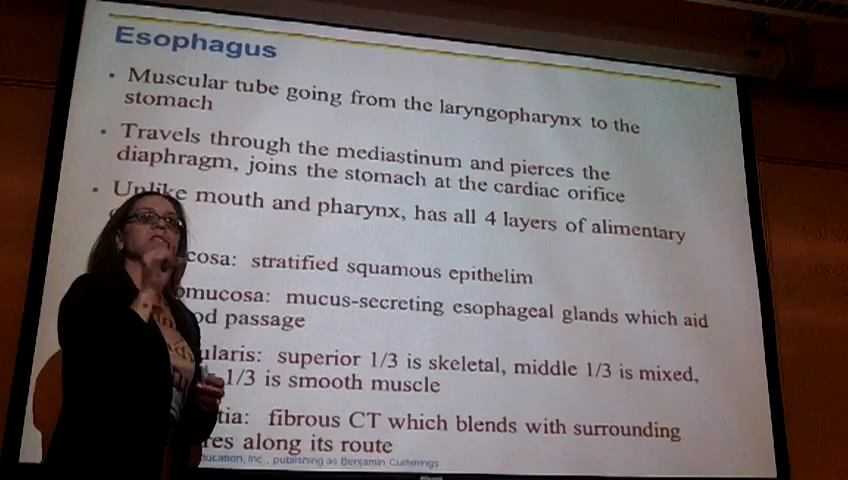 Esophagus
• Muscular tube going from the laryngopharynx to the
stomach
• Travels through the mediastinum and pierces the
diaphragm, joins the stomach at the cardiac orifice
• Unlike mouth and pharynx, has all 4 layers of alimentary
cosa: stratified squamous epithelim
omucosa: mucus-secreting esophageal glands which aid
od passage
ularis: superior 1/3 is skeletal, middle 1/3 is mixed,
1/3 is smooth muscle
tia: fibrous CT which blends with surrounding
res along its route
ducation, Inc., publishing as Benjamin Cummings